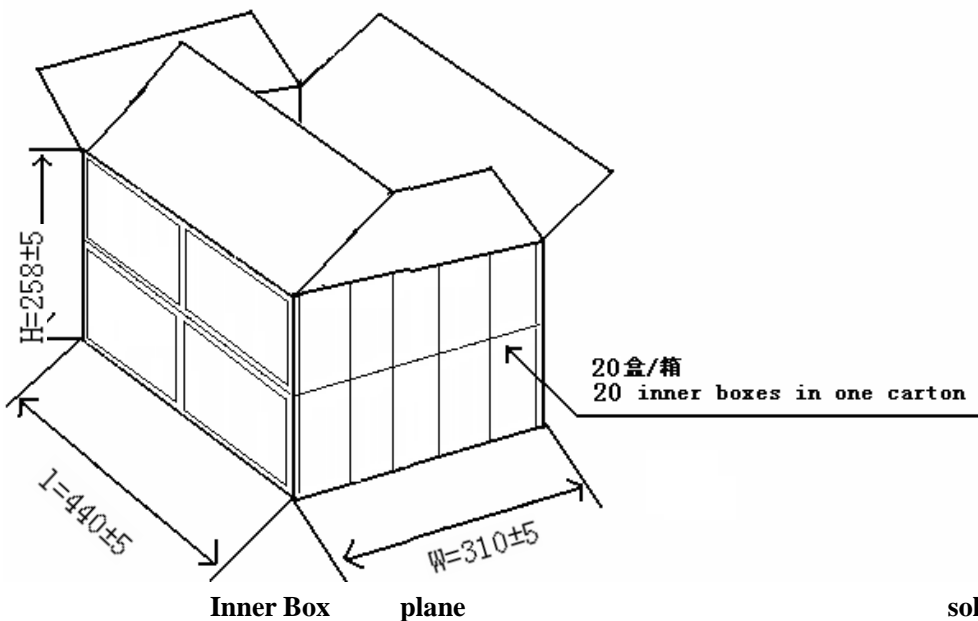 H=258±5
20盒/箱
20 inner boxes in one carton
l=440±5
W=310±5
Inner Box plane